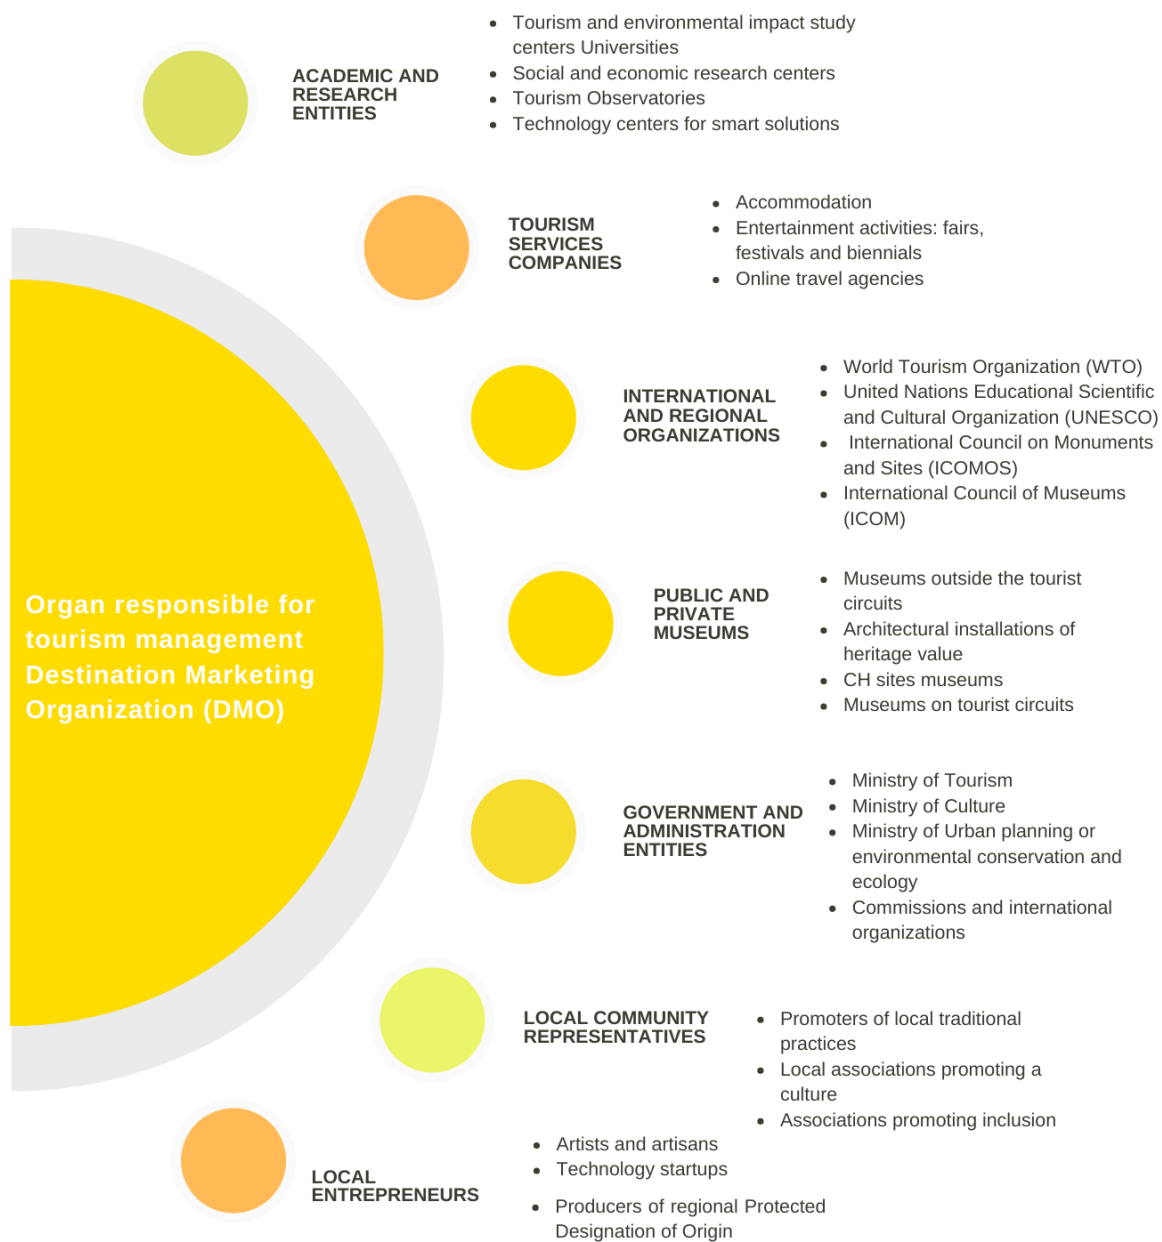 ACADEMIC AND
RESEARCH
ENTITIES
• Tourism and environmental impact study
centers Universities
• Social and economic research centers
• Tourism Observatories
• Technology centers for smart solutions
TOURISM
SERVICES
COMPANIES
• Accommodation
• Entertainment activities: fairs,
festivals and biennials
• Online travel agencies
INTERNATIONAL
AND REGIONAL
ORGANIZATIONS
• World Tourism Organization (WTO)
• United Nations Educational Scientific
and Cultural Organization (UNESCO)
• International Council on Monuments
and Sites (ICOMOS)
• International Council of Museums
(ICOM)
Organ responsible for
tourism management
Destination Marketing
Organization (DMO)
PUBLIC AND
PRIVATE
MUSEUMS
• Museums outside the tourist
circuits
• Architectural installations of
heritage value
• CH sites museums
• Museums on tourist circuits
GOVERNMENT AND
ADMINISTRATION
ENTITIES
• Ministry of Tourism
• Ministry of Culture
• Ministry of Urban planning or
environmental conservation and
ecology
• Commissions and international
organizations
LOCAL COMMUNITY
REPRESENTATIVES
• Promoters of local traditional
practices
• Local associations promoting a
culture
• Associations promoting inclusion
LOCAL
ENTREPRENEURS
• Artists and artisans
• Technology startups
• Producers of regional Protected
Designation of Origin